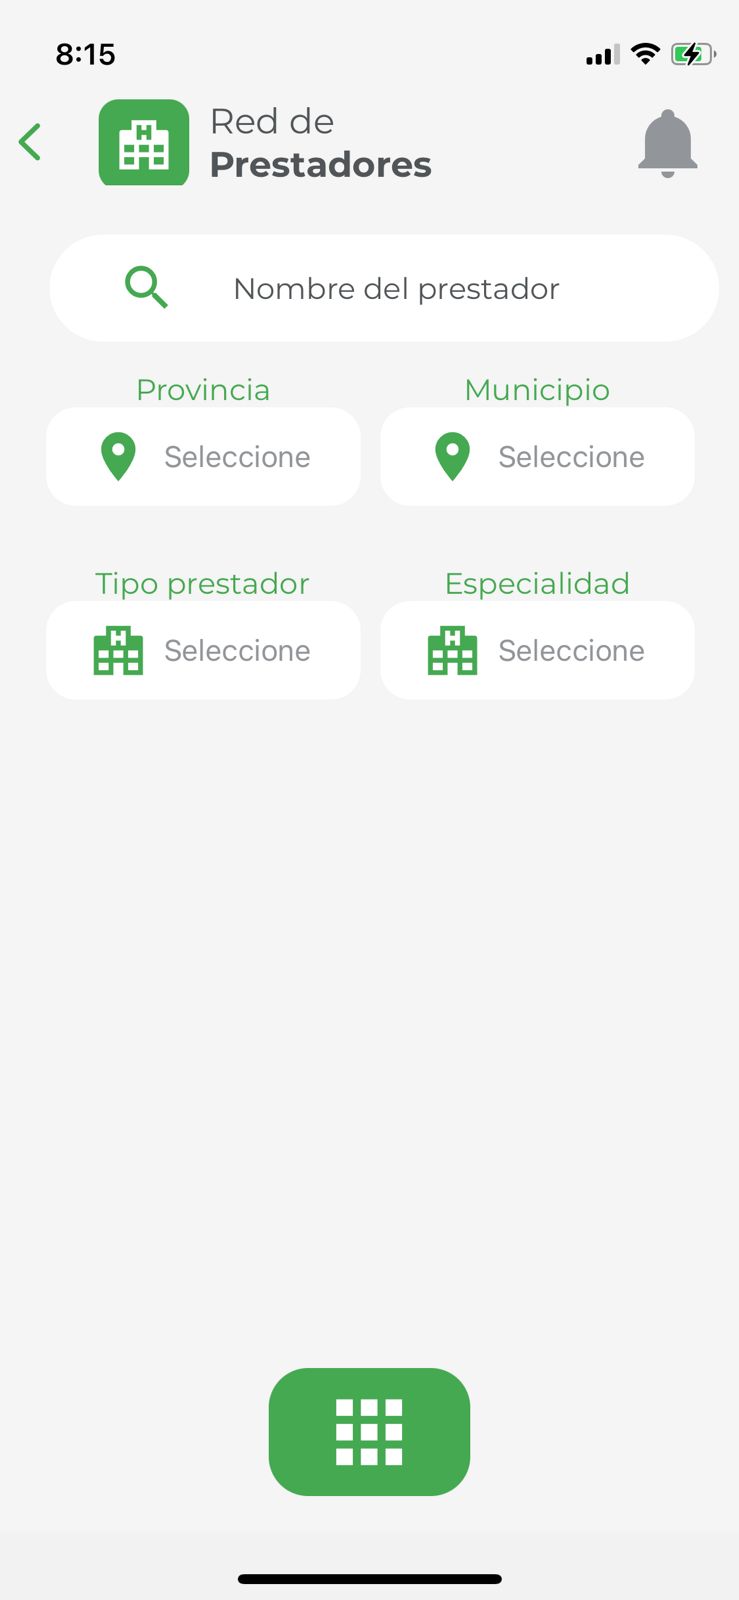 8:15
Red de
Prestadores
Nombre del prestador
Provincia
Municipio
Seleccione
Seleccione
Tipo prestador
Especialidad
H
Seleccione
H
Seleccione